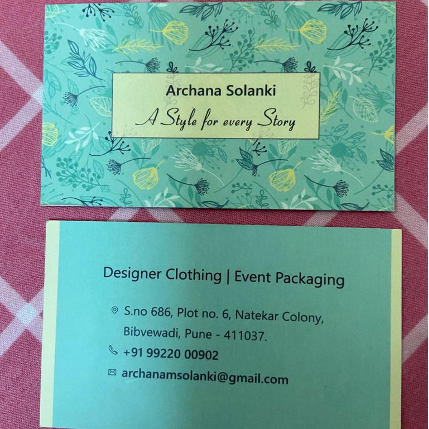 Archana Solanki
A Style for every Story
Designer Clothing | Event Packaging
S.no 686, Plot no. 6, Natekar Colony,
Bibvewadi, Pune - 411037.
+91 99220 00902
archanamsolanki@gmail.com